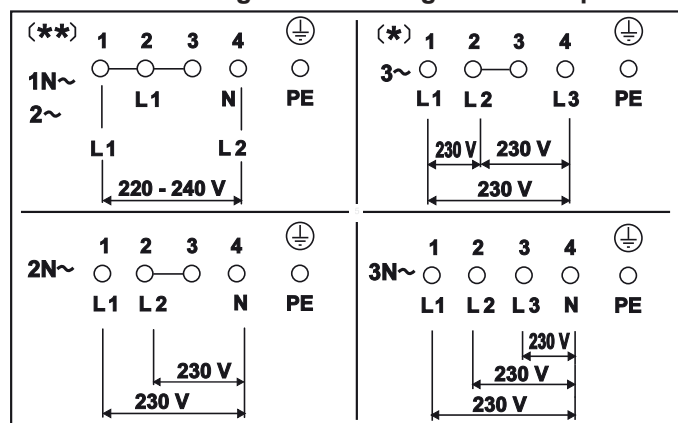 (**) 1 2 3 4
1N~ L1 N PE
2~
L1 L2
220 - 240 V
(*) 1 2 3 4
3~
L1 L2 L3 PE
230 V 230 V
230 V
1 2 3 4
2N~
L1 L2 N PE
230 V
230 V
1 2 3 4
3N~
L1 L2 L3 N PE
230 V
230 V
230 V